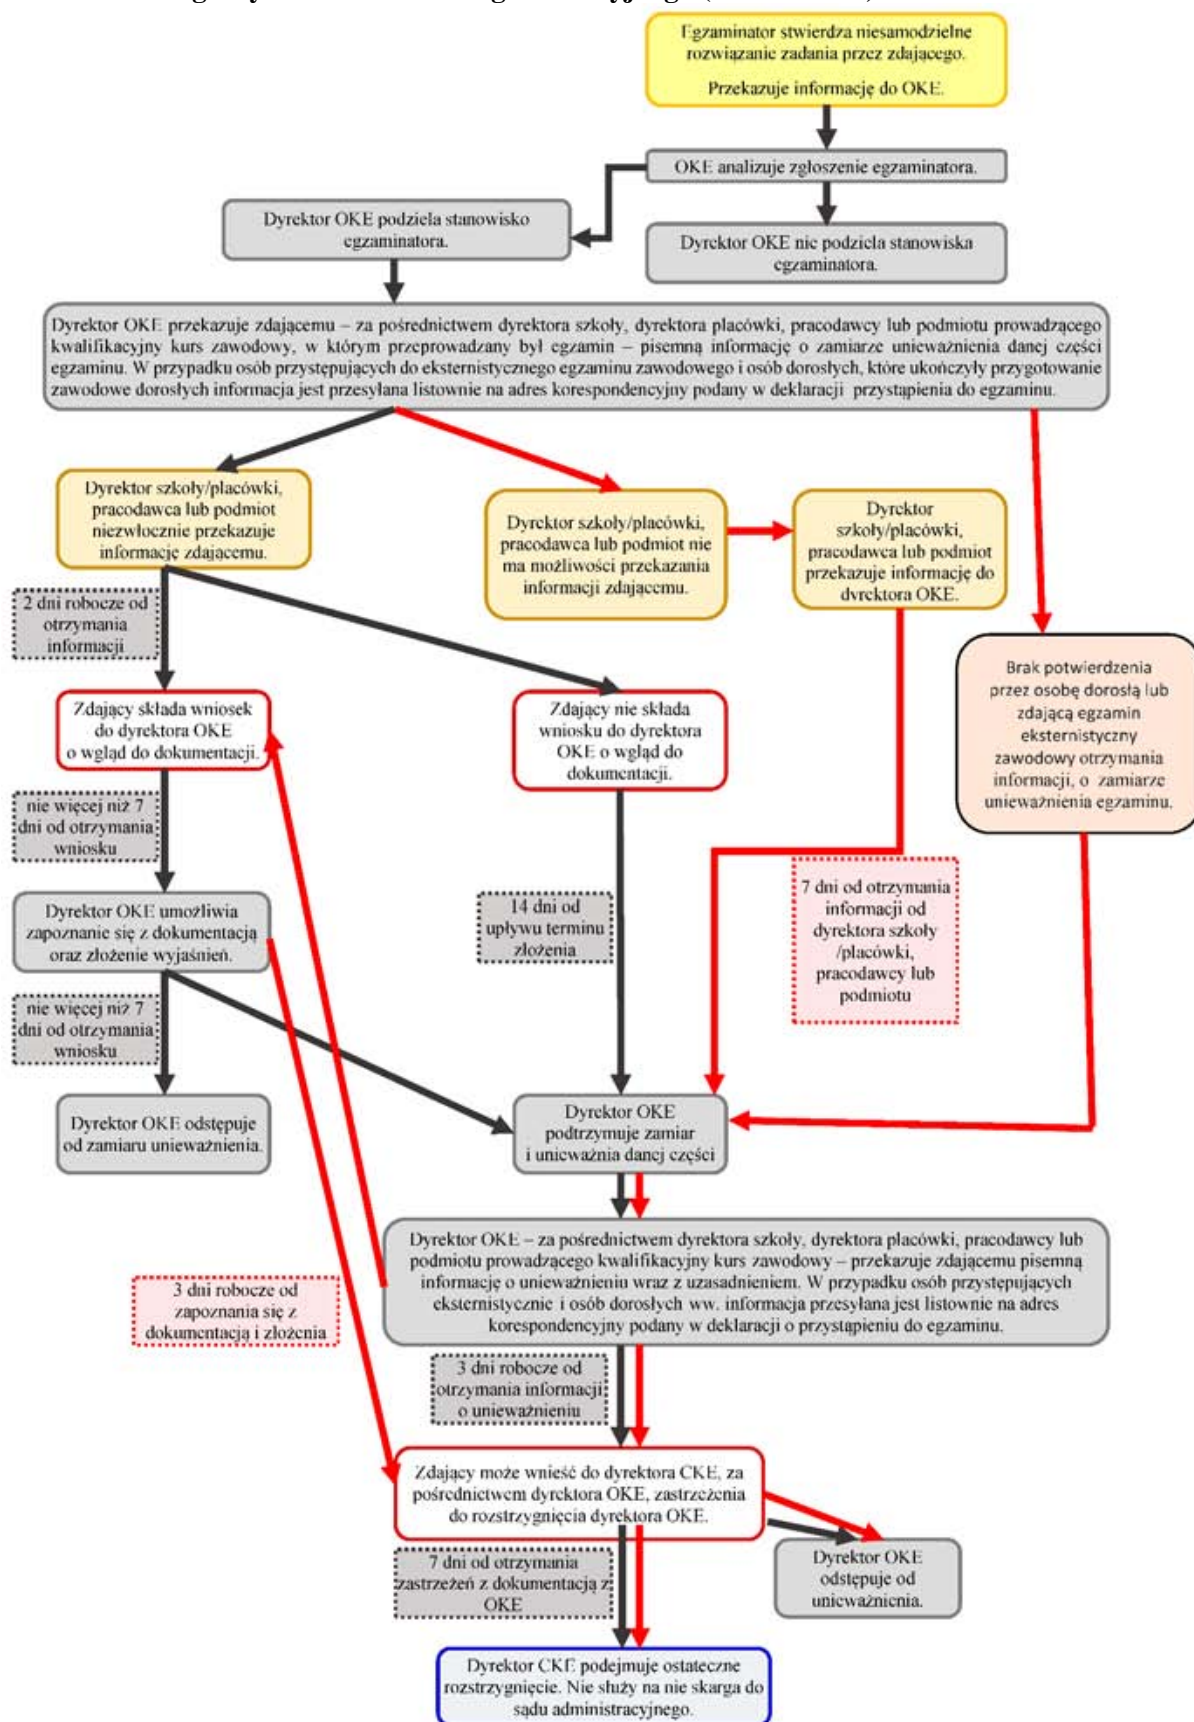 Egzaminator stwierdza niesamodzielne
rozwiązanie zadania przez zdającego.
Przekazuje informację do OKE.
OKE analizuje zgłoszenie egzaminatora.
Dyrektor OKE podziela stanowisko
egzaminatora.
Dyrektor OKE nie podziela stanowiska
egzaminatora.
Dyrektor OKE przekazuje zdającemu – za pośrednictwem dyrektora szkoły, dyrektora placówki, pracodawcy lub podmiotu prowadzącego
kwalifikacyjny kurs zawodowy, w którym przeprowadzany był egzamin – pisemną informację o zamiarze unieważnienia danej części
egzaminu. W przypadku osób przystępujących do eksternistycznego egzaminu zawodowego i osób dorosłych, które ukończyły przygotowanie
zawodowe dorosłych informacja jest przesyłana listownie na adres korespondencyjny podany w deklaracji przystąpienia do egzaminu.
Dyrektor szkoły/placówki,
pracodawca lub podmiot
niezwłocznie przekazuje
informację zdającemu.
Dyrektor szkoły/placówki,
pracodawca lub podmiot nie
ma możliwości przekazania
informacji zdającemu.
Dyrektor
szkoły/placówki,
pracodawca lub podmiot
przekazuje informację do
dyrektora OKE.
2 dni robocze od
otrzymania
informacji
Brak potwierdzenia
przez osobę dorosłą lub
zdającą egzamin
eksternistyczny
zawodowy otrzymania
informacji, o zamiarze
unieważnienia egzaminu.
Zdający składa wniosek
do dyrektora OKE
o wgląd do dokumentacji.
Zdający nie składa
wniosku do dyrektora
OKE o wgląd do
dokumentacji.
nie więcej niż 7
dni od otrzymania
wniosku
Dyrektor OKE umożliwia
zapoznanie się z dokumentacją
oraz złożenie wyjaśnień.
14 dni od
upływu terminu
złożenia
7 dni od otrzymania
informacji od
dyrektora szkoły
/placówki,
pracodawcy lub
podmiotu
nie więcej niż 7
dni od otrzymania
wniosku
Dyrektor OKE odstępuje
od zamiaru unieważnienia.
Dyrektor OKE
podtrzymuje zamiar
i unieważnia danej części
Dyrektor OKE – za pośrednictwem dyrektora szkoły, dyrektora placówki, pracodawcy lub
podmiotu prowadzącego kwalifikacyjny kurs zawodowy – przekazuje zdającemu pisemną
informację o unieważnieniu wraz z uzasadnieniem. W przypadku osób przystępujących
eksternistycznie i osób dorosłych ww. informacja przesyłana jest listownie na adres
korespondencyjny podany w deklaracji o przystąpieniu do egzaminu.
3 dni robocze od
zapoznania się z
dokumentacją i złożenia
3 dni robocze od
otrzymania informacji
o unieważnieniu
Zdający może wnieść do dyrektora CKE, za
pośrednictwem dyrektora OKE, zastrzeżenia
do rozstrzygnięcia dyrektora OKE.
7 dni od otrzymania
zastrzeżeń z dokumentacją z
OKE
Dyrektor OKE
odstępuje od
unieważnienia.
Dyrektor CKE podejmuje ostateczne
rozstrzygnięcie. Nie służy na nie skarga do
sądu administracyjnego.